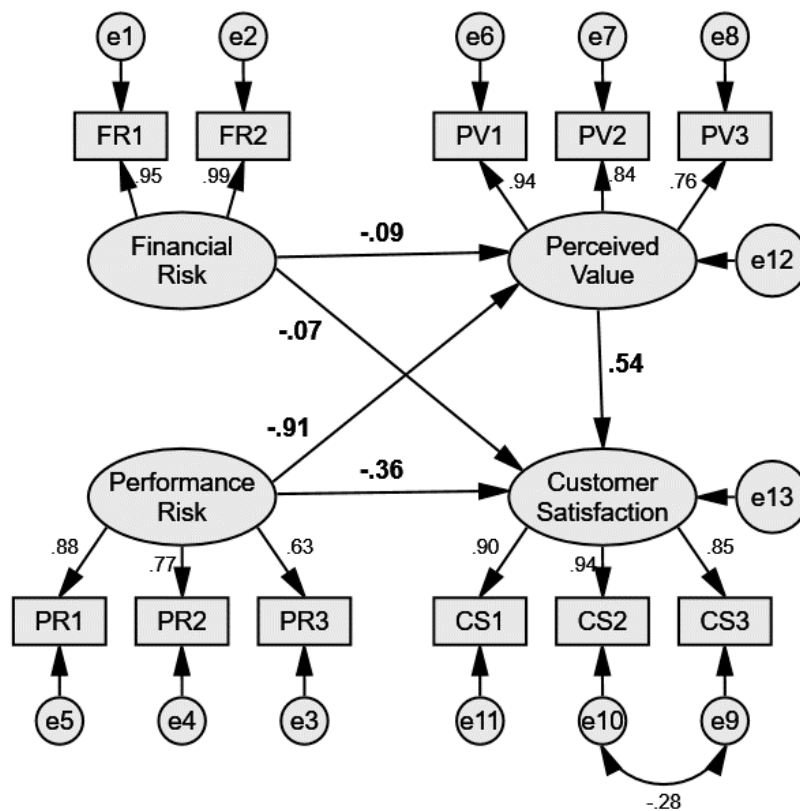 e1
e2
e6
e7
e8
FR1
FR2
PV1
PV2
PV3
.95
.99
.94
.84
.76
Financial
Risk
-.09
Perceived
Value
e12
-.07
.54
-.91
Performance
Risk
-.36
Customer
Satisfaction
e13
.88
.77
.63
.90
.94
.85
PR1
PR2
PR3
CS1
CS2
CS3
e5
e4
e3
e11
e10
e9
-.28